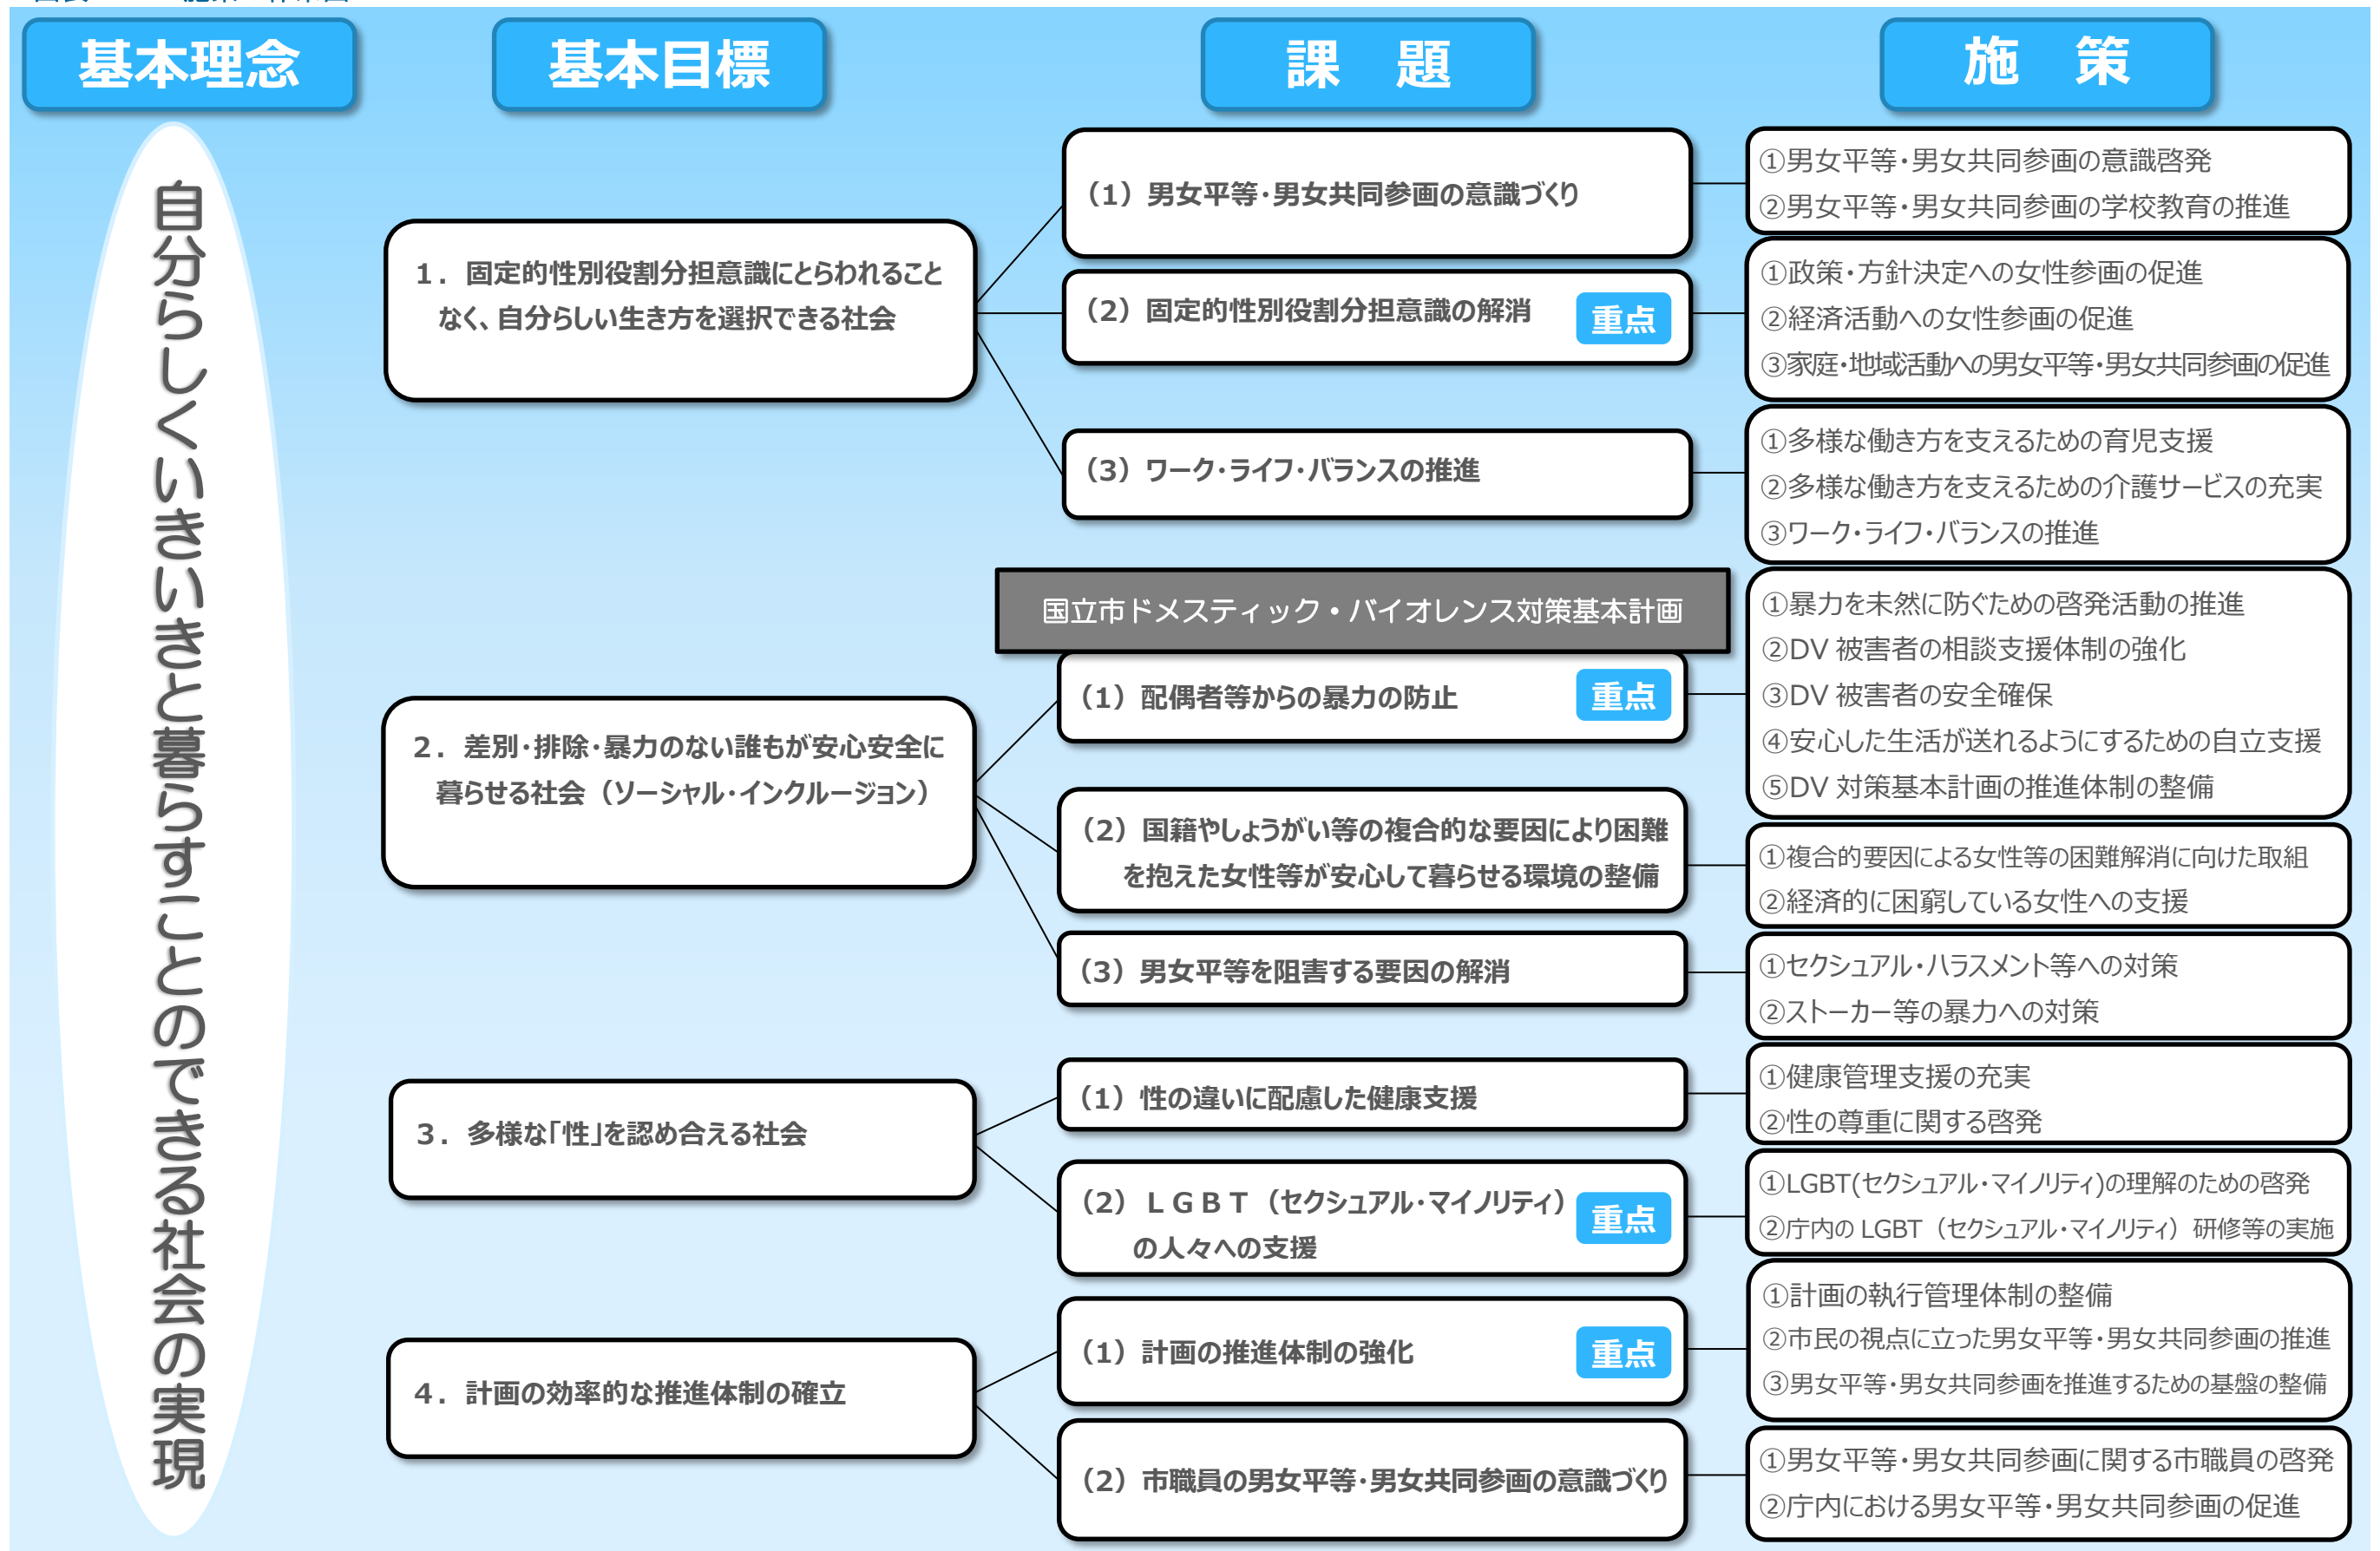 基本理念
基本目標
課　題
施　策
自分らしくいきいきと暮らすことのできる社会の実現
１．固定的性別役割分担意識にとらわれること
なく、自分らしい生き方を選択できる社会
（1）男女平等・男女共同参画の意識づくり
①男女平等・男女共同参画の意識啓発
②男女平等・男女共同参画の学校教育の推進
（2）固定的性別役割分担意識の解消
重点
①政策・方針決定への女性参画の促進
②経済活動への女性参画の促進
③家庭・地域活動への男女平等・男女共同参画の促進
（3）ワーク・ライフ・バランスの推進
①多様な働き方を支えるための育児支援
②多様な働き方を支えるための介護サービスの充実
③ワーク・ライフ・バランスの推進
２．差別・排除・暴力のない誰もが安心安全に
暮らせる社会（ソーシャル・インクルージョン）
国立市ドメスティック・バイオレンス対策基本計画
（1）配偶者等からの暴力の防止
重点
①暴力を未然に防ぐための啓発活動の推進
②DV 被害者の相談支援体制の強化
③DV 被害者の安全確保
④安心した生活が送れるようにするための自立支援
⑤DV 対策基本計画の推進体制の整備
（2）国籍やしょうがい等の複合的な要因により困難
を抱えた女性等が安心して暮らせる環境の整備
①複合的要因による女性等の困難解消に向けた取組
②経済的に困窮している女性への支援
（3）男女平等を阻害する要因の解消
①セクシュアル・ハラスメント等への対策
②ストーカー等の暴力への対策
３．多様な「性」を認め合える社会
（1）性の違いに配慮した健康支援
①健康管理支援の充実
②性の尊重に関する啓発
（2）ＬＧＢＴ（セクシュアル・マイノリティ）
の人々への支援
重点
①LGBT(セクシュアル・マイノリティ)の理解のための啓発
②庁内の LGBT（セクシュアル・マイノリティ）研修等の実施
４．計画の効率的な推進体制の確立
（1）計画の推進体制の強化
重点
①計画の執行管理体制の整備
②市民の視点に立った男女平等・男女共同参画の推進
③男女平等・男女共同参画を推進するための基盤の整備
（2）市職員の男女平等・男女共同参画の意識づくり
①男女平等・男女共同参画に関する市職員の啓発
②庁内における男女平等・男女共同参画の促進